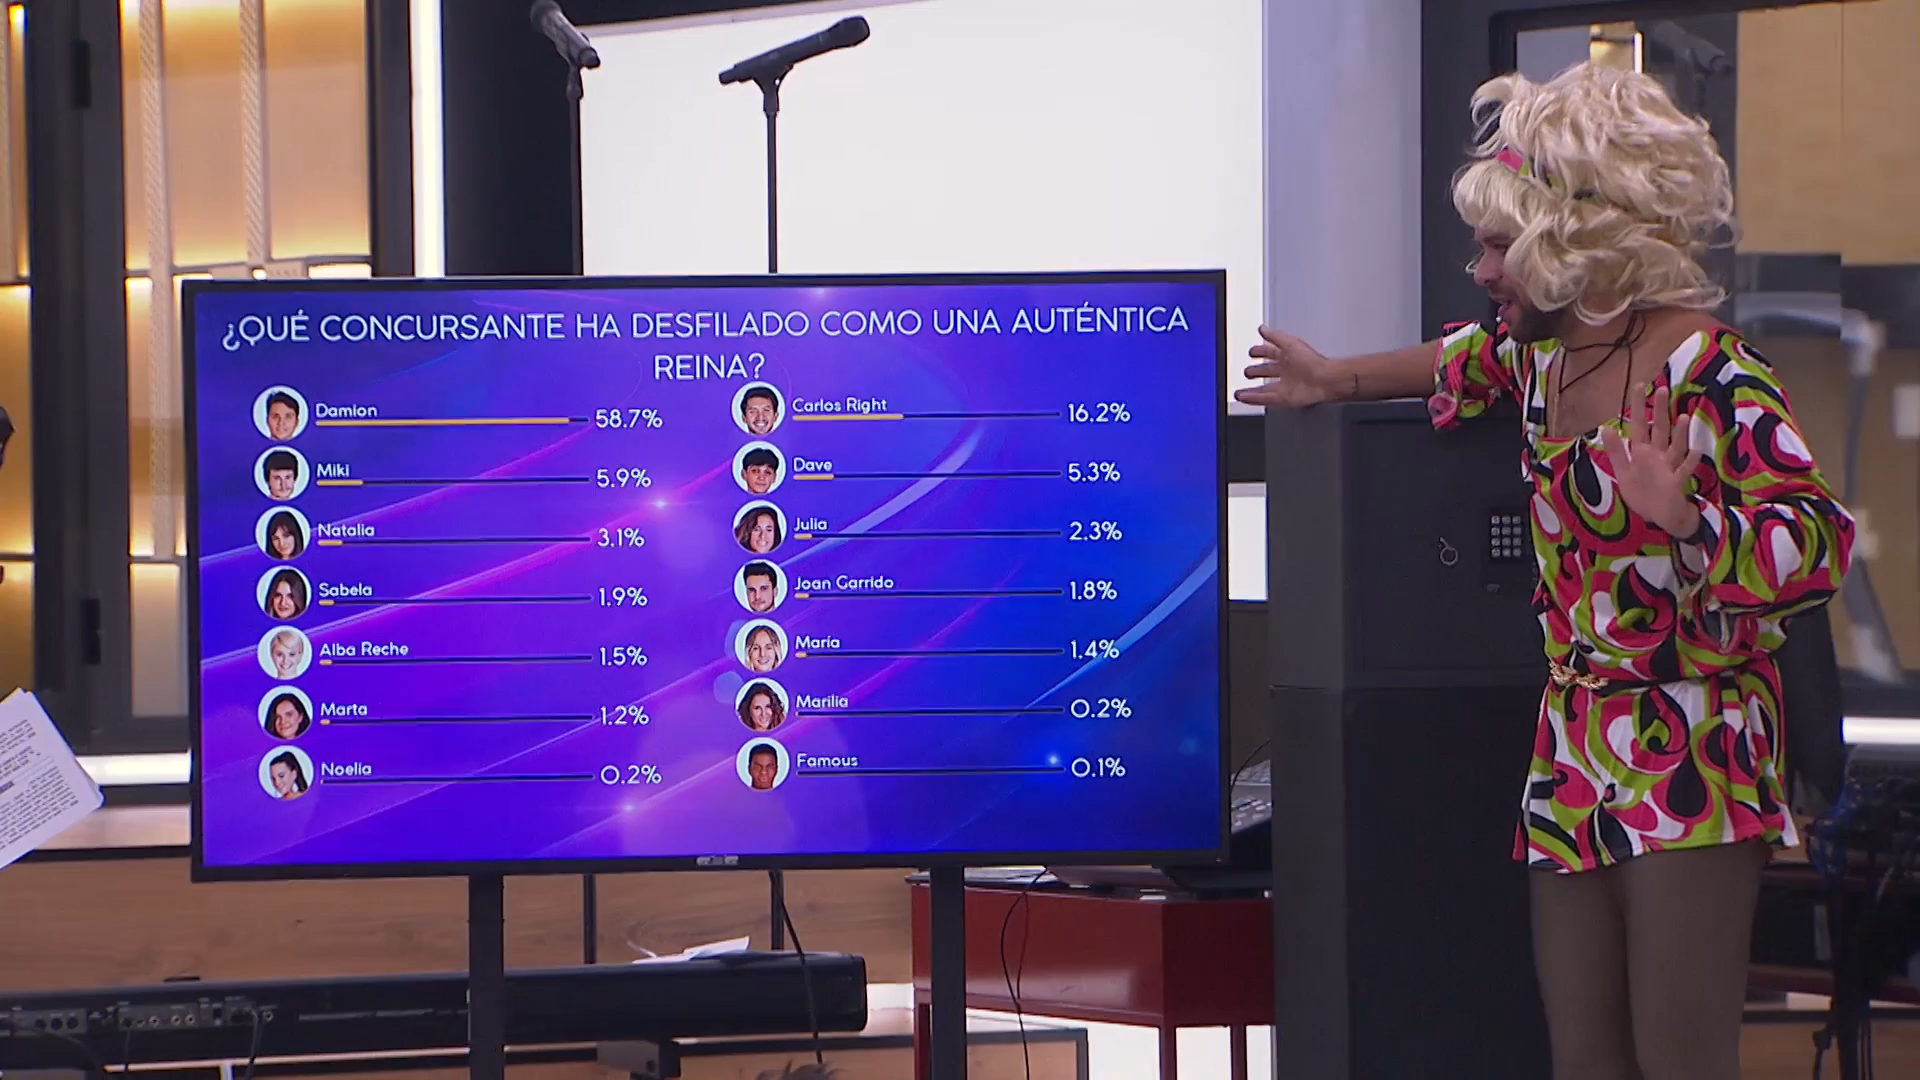 ¿QUÉ CONCURSANTE HA DESFILADO COMO UNA AUTÉNTICA
REINA?
Damion 58.7%
Carlos Right 16.2%
Miki 5.9%
Dave 5.3%
Natalia 3.1%
Julia 2.3%
Sabela 1.9%
Joan Garrido 1.8%
Alba Reche 1.5%
María 1.4%
Marta 1.2%
Marilia 0.2%
Noelia 0.2%
Famous 0.1%